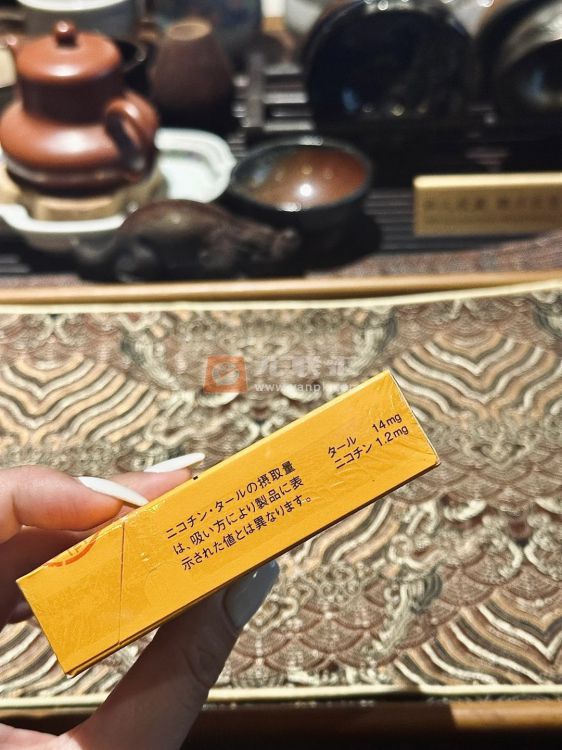 ニコチン・タールの摂取量
は、吸い方により製品に表
示された値とは異なります。
タール 14mg
ニコチン 1.2mg